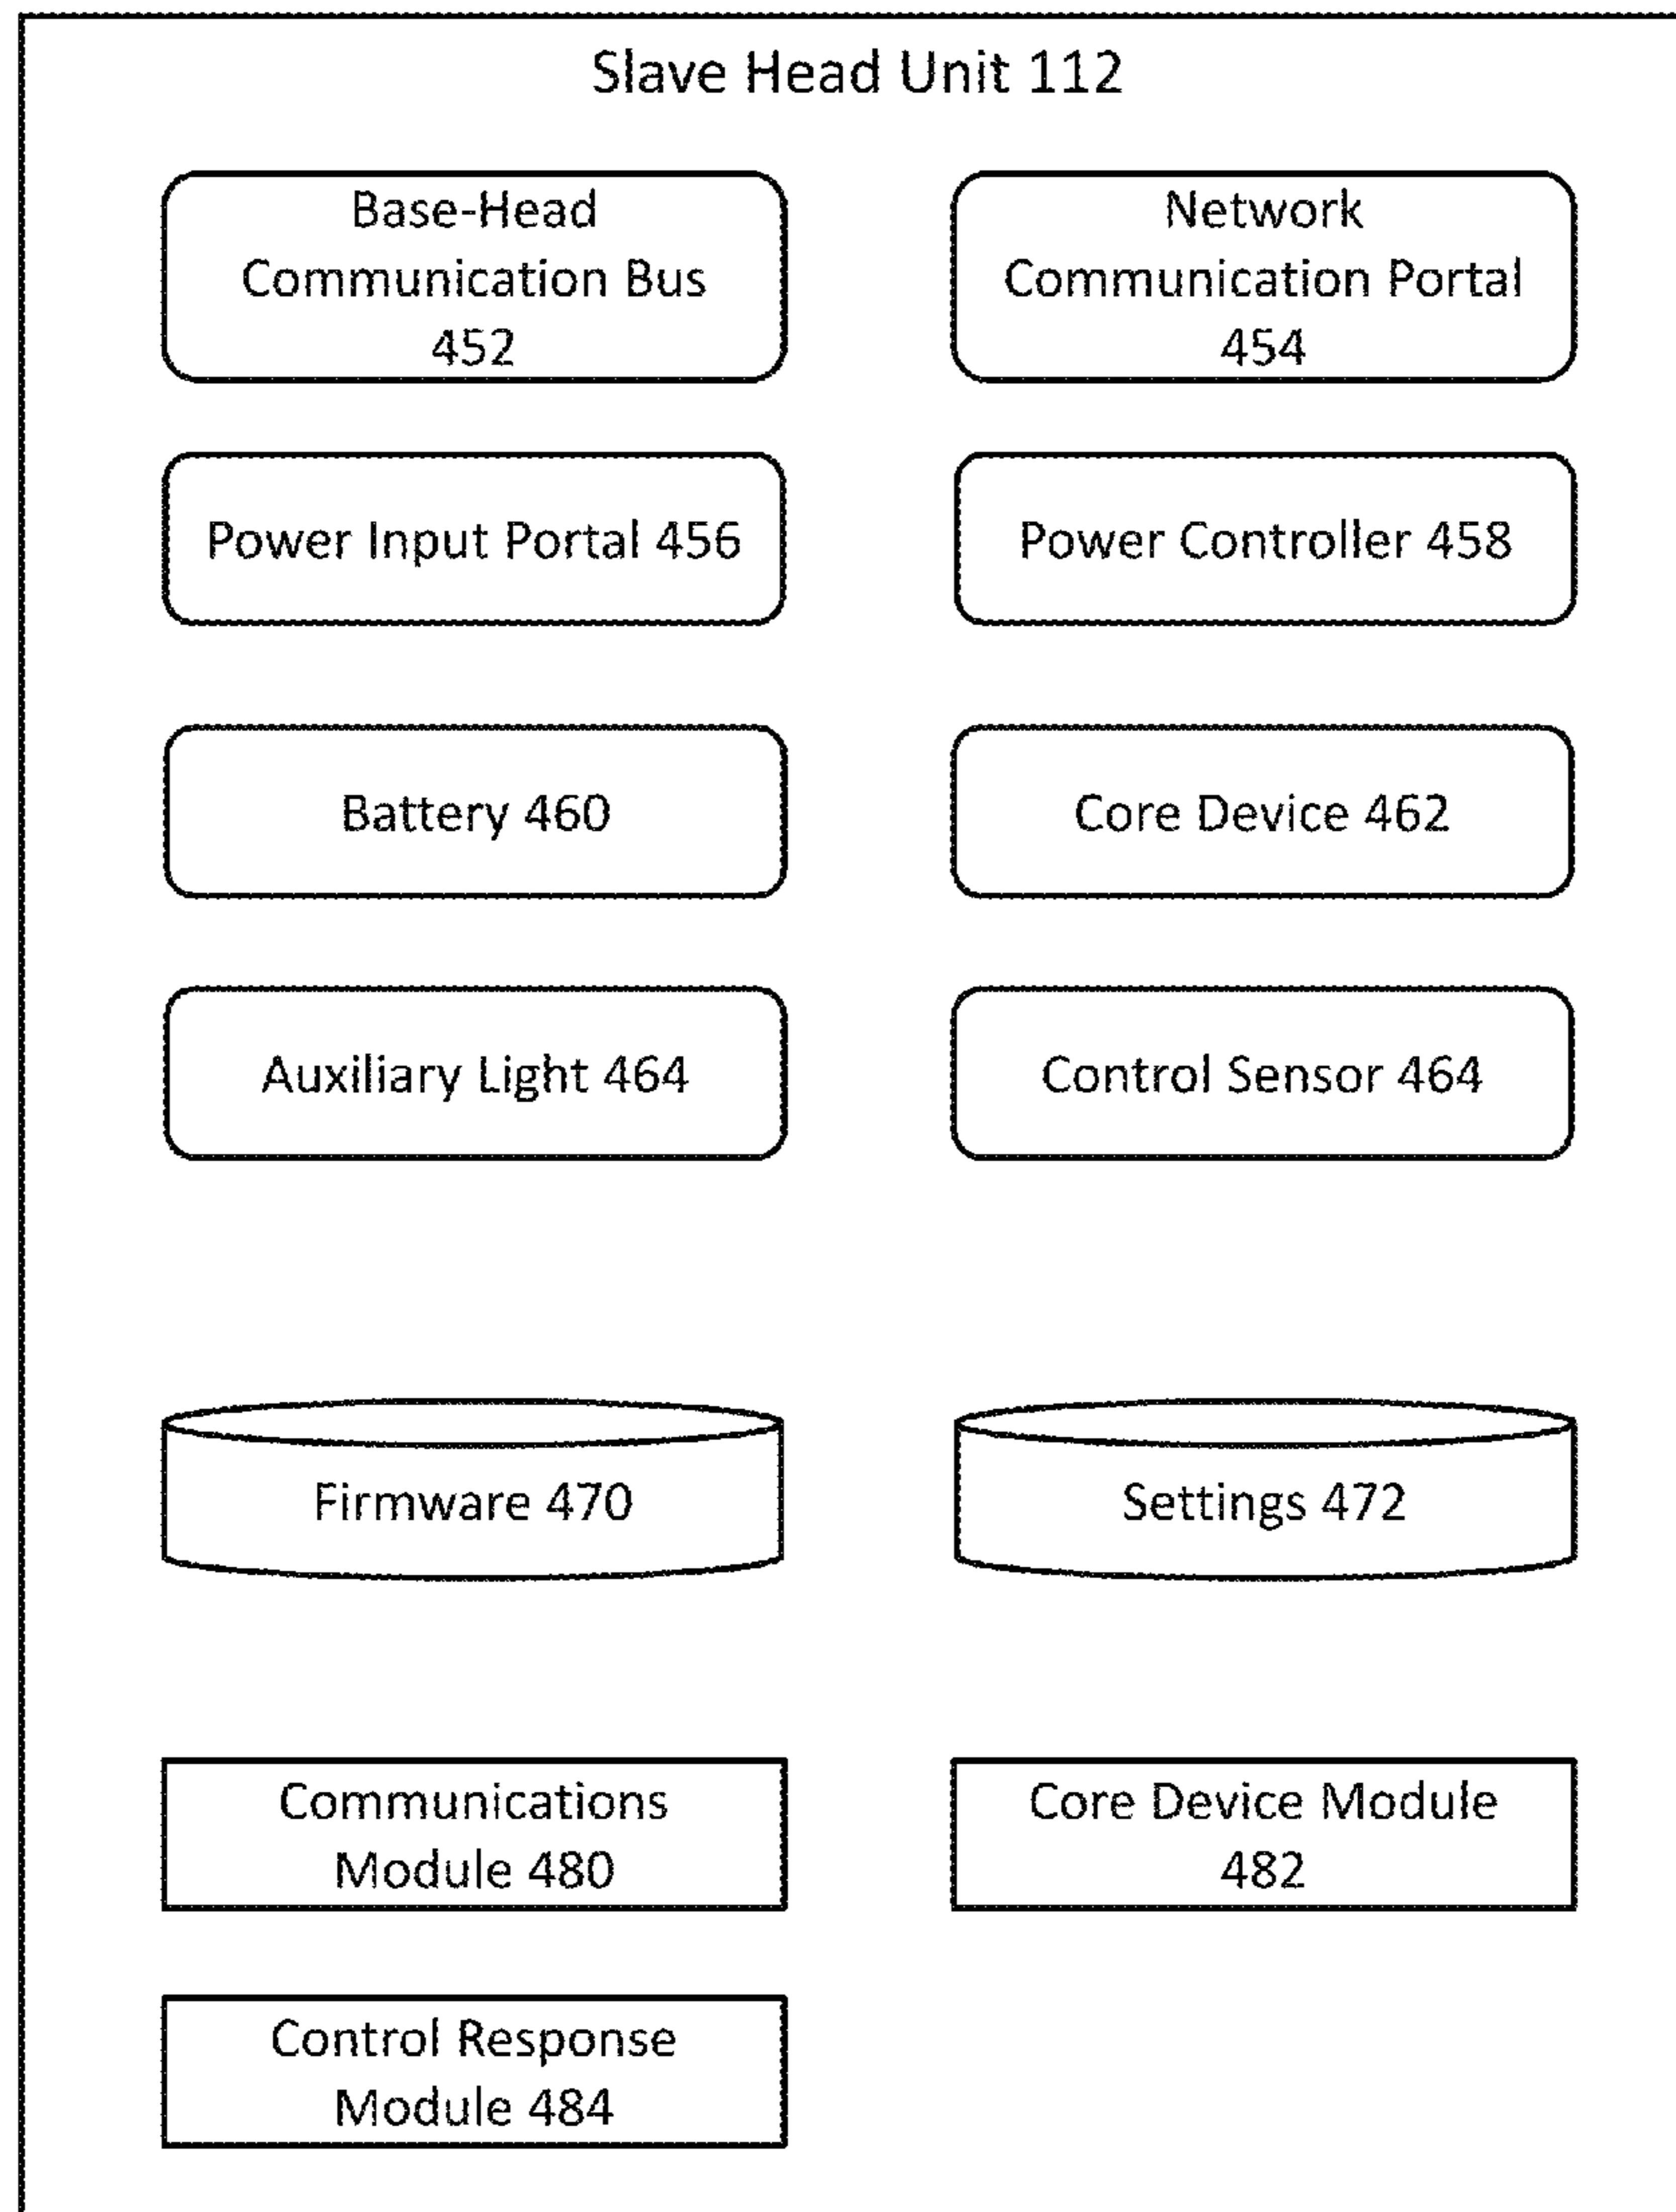 Slave Head Unit 112
Base-Head
Communication Bus
452
Network
Communication Portal
454
Power Input Portal 456
Power Controller 458
Battery 460
Core Device 462
Auxiliary Light 464
Control Sensor 464
Firmware 470
Settings 472
Communications
Module 480
Core Device Module
482
Control Response
Module 484